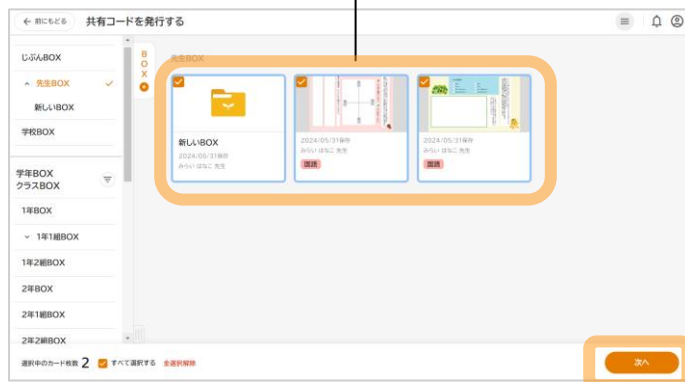 ← 前にもどる 共有コードを発行する
じぶんBOX
先生BOX
新しいBOX
学校BOX
学年BOX
クラスBOX
1年BOX
1年1組BOX
1年2組BOX
2年BOX
2年1組BOX
2年2組BOX
BOX
先生BOX
新しいBOX
2024/05/31保存
みらい はなこ 先生
2024/05/31保存
みらい はなこ 先生
国語
2024/05/31保存
みらい はなこ 先生
国語
選択中のカード枚数 2 すべて選択する 全選択解除
次へ